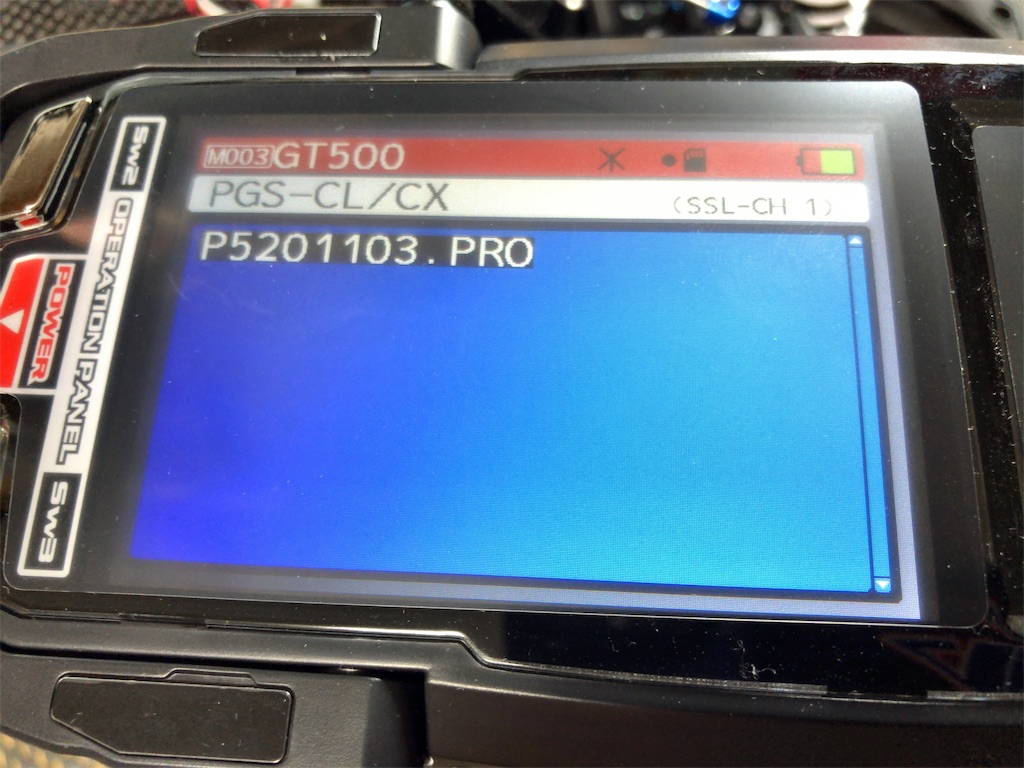 M003 GT500
PGS-CL/CX (SSL-CH 1)
P5201103.PRO
SW2 OPERATION PANEL SW3
POWER